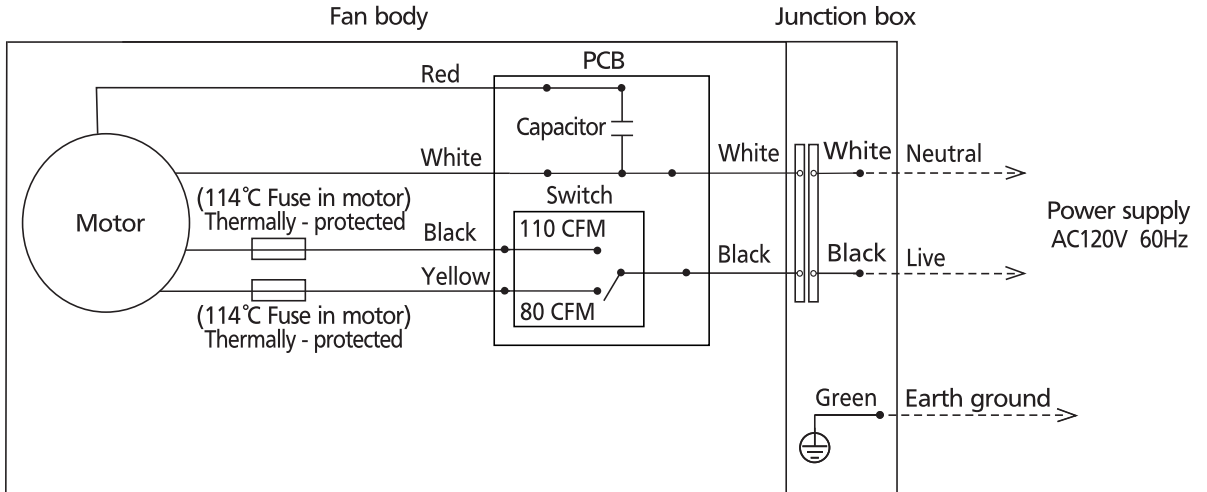 Fan body
Junction box
PCB
Red
Capacitor
White
White
White
Neutral
(114°C Fuse in motor)
Thermally - protected
Switch
Motor
110 CFM
Black
Black
Black
Live
Power supply
AC120V 60Hz
Yellow
80 CFM
(114°C Fuse in motor)
Thermally - protected
Green
Earth ground